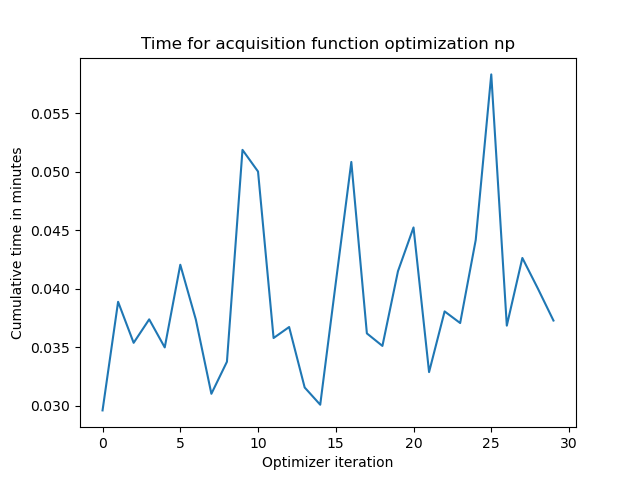 Time for acquisition function optimization np
Cumulative time in minutes
0.055
0.050
0.045
0.040
0.035
0.030
0 5 10 15 20 25 30
Optimizer iteration